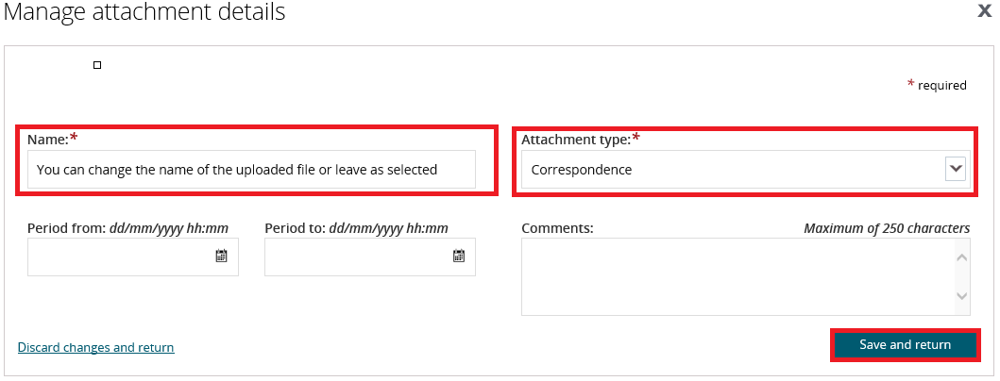 Manage attachment details
X
* required
Name:*
Attachment type:*
You can change the name of the uploaded file or leave as selected
Correspondence
Period from: dd/mm/yyyy hh:mm
Period to: dd/mm/yyyy hh:mm
Comments:
Maximum of 250 characters
Discard changes and return
Save and return